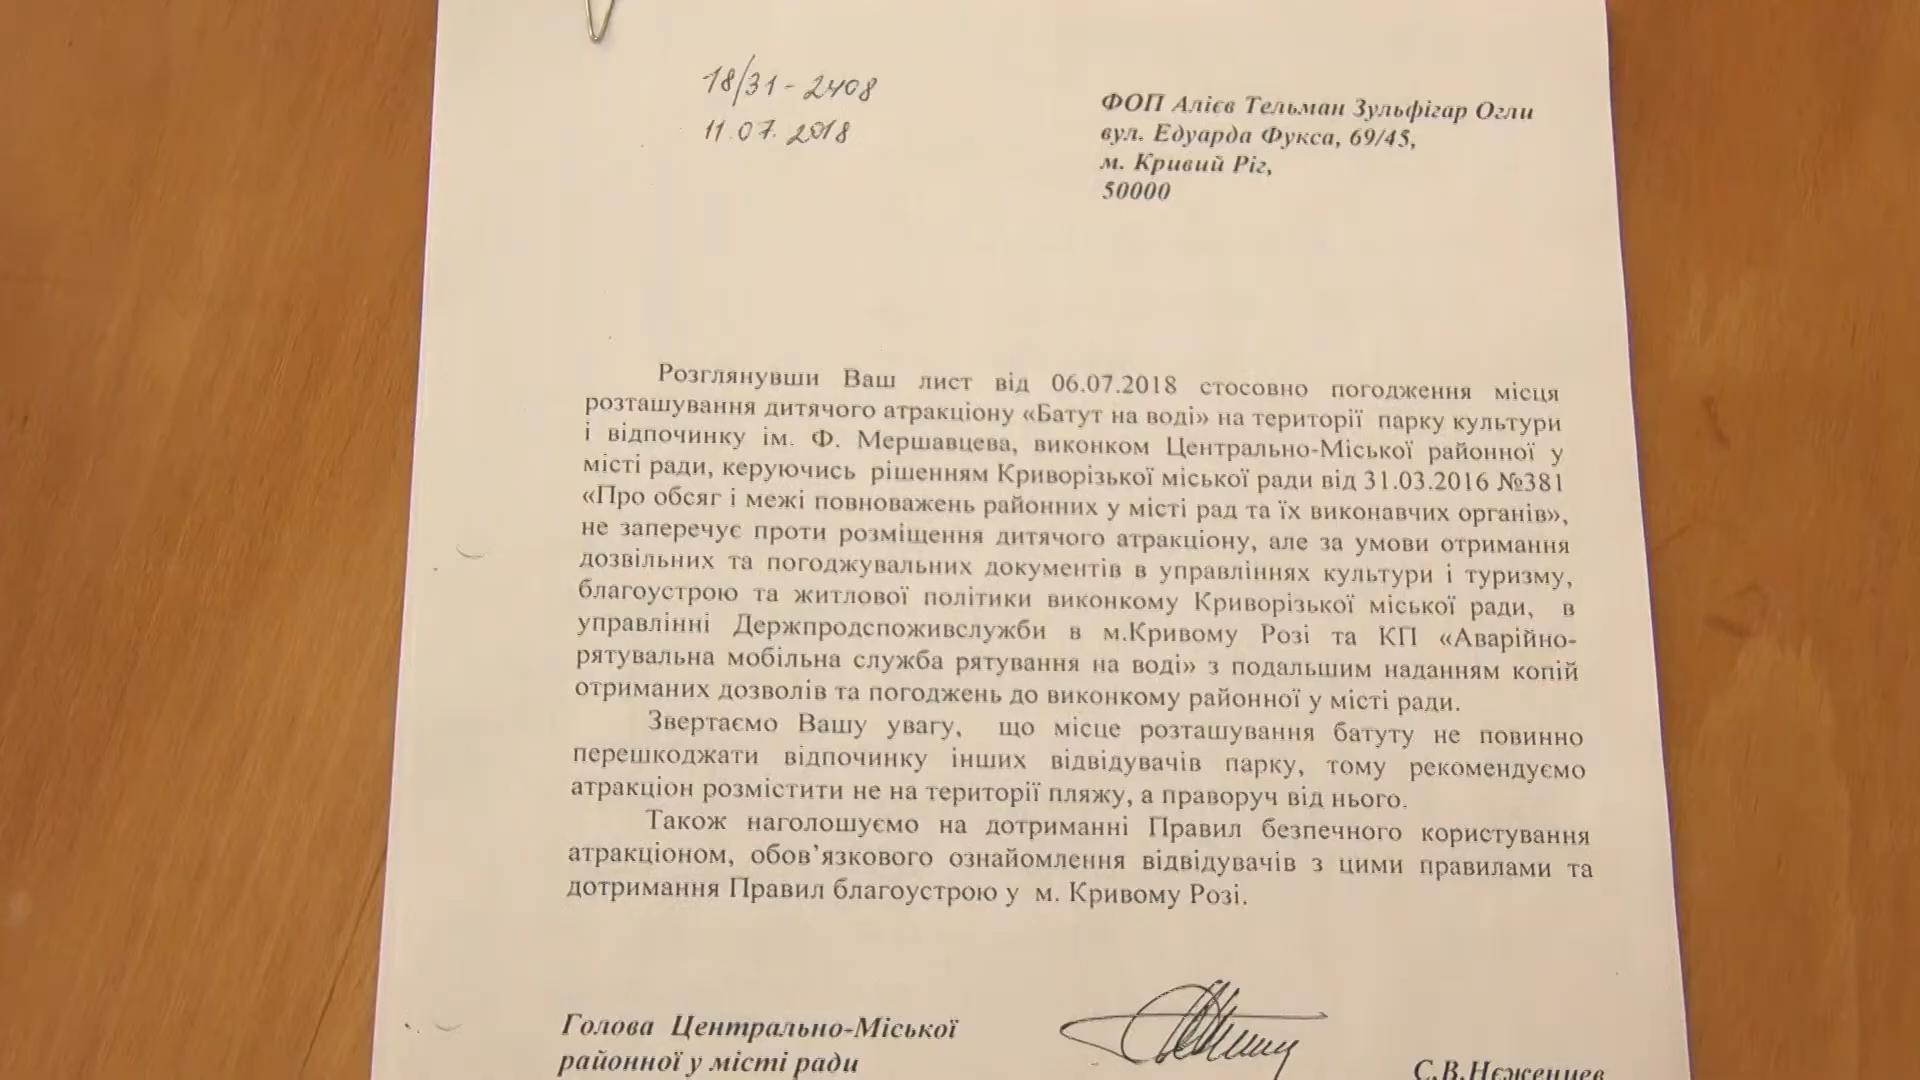 18/31 - 2408
11.07.2018
ФОП Алієв Тельман Зульфігар Огли
вул. Едуарда Фукса, 69/45,
м. Кривий Ріг,
50000
Розглянувши Ваш лист від 06.07.2018 стосовно погодження місця
розташування дитячого атракціону «Батут на воді» на території парку культури
і відпочинку ім. Ф. Мершавцева, виконком Центрально-Міської районної у
місті ради, керуючись рішенням Криворізької міської ради від 31.03.2016 №381
«Про обсяг і межі повноважень районних у місті рад та їх виконавчих органів»,
не заперечує проти розміщення дитячого атракціону, але за умови отримання
дозвільних та погоджувальних документів в управліннях культури і туризму,
благоустрою та житлової політики виконкому Криворізької міської ради, в
управлінні Держпродспоживслужби в м.Кривому Розі та КП «Аварійно-
рятувальна мобільна служба рятування на воді» з подальшим наданням копій
отриманих дозволів та погоджень до виконкому районної у місті ради.
Звертаємо Вашу увагу, що місце розташування батуту не повинно
перешкоджати відпочинку інших відвідувачів парку, тому рекомендуємо
атракціон розмістити не на території пляжу, а праворуч від нього.
Також наголошуємо на дотриманні Правил безпечного користування
атракціоном, обов’язкового ознайомлення відвідувачів з цими правилами та
дотримання Правил благоустрою у м. Кривому Розі.
Голова Центрально-Міської
районної у місті ради
С.В.Нєженцев